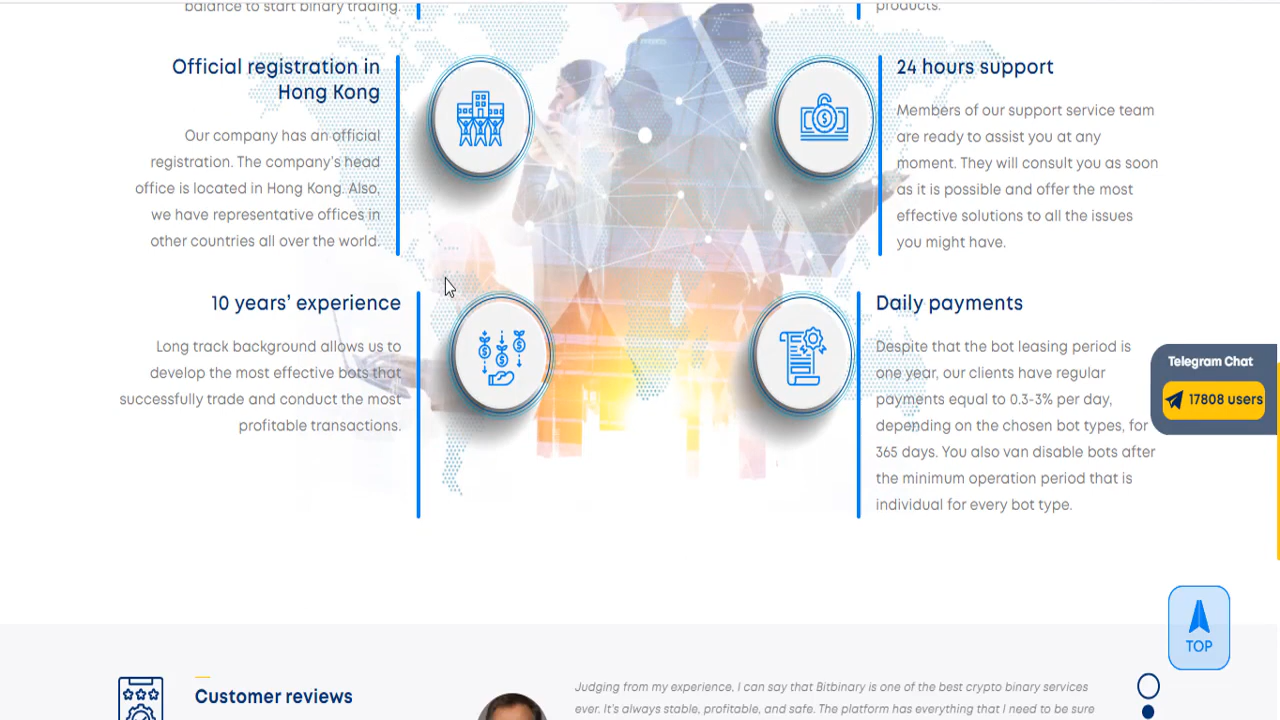 balance to start binary trading.
products.
Official registration in
Hong Kong
Our company has an official
registration. The company's head
office is located in Hong Kong. Also,
we have representative offices in
other countries all over the world.
24 hours support
Members of our support service team
are ready to assist you at any
moment. They will consult you as soon
as it is possible and offer the most
effective solutions to all the issues
you might have.
10 years' experience
Long track background allows us to
develop the most effective bots that
successfully trade and conduct the most
profitable transactions.
Daily payments
Despite that the bot leasing period is
one year, our clients have regular
payments equal to 0.3-3% per day,
depending on the chosen bot types, for
365 days. You also van disable bots after
the minimum operation period that is
individual for every bot type.
Telegram Chat
17808 users
TOP
Customer reviews
Judging from my experience, I can say that Bitbinary is one of the best crypto binary services
ever. It's always stable, profitable, and safe. The platform has everything that I need to be sure